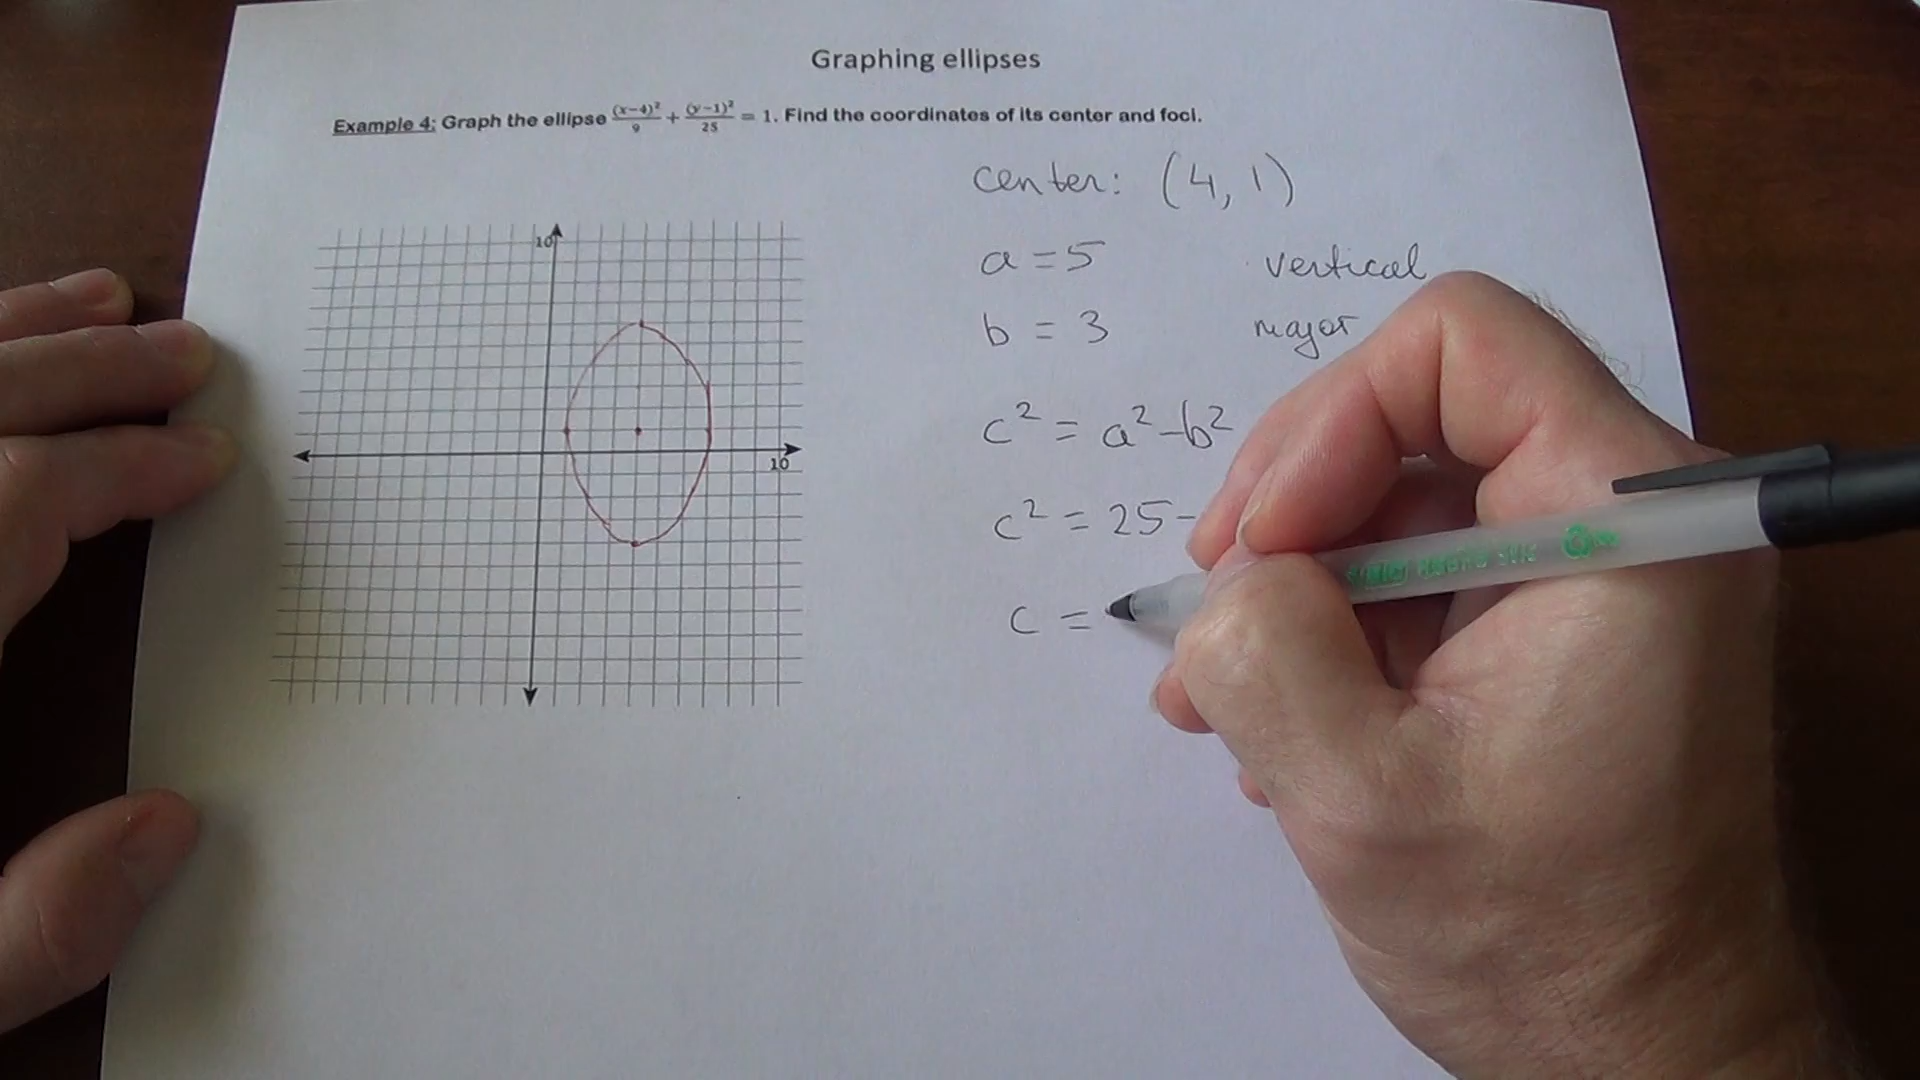 Graphing ellipses
Example 4: Graph the ellipse (x−4)²/9 + (y−1)²/25 = 1. Find the coordinates of its center and foci.
center: (4, 1)
10
a = 5
vertical
b = 3
major
c² = a² - b²
10
c² = 25 -
c =